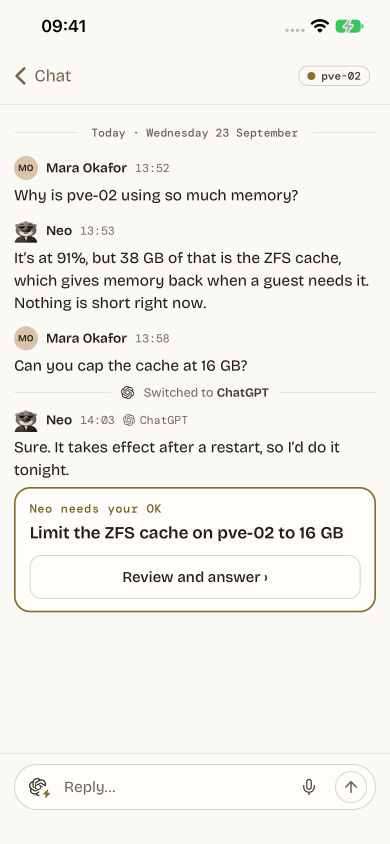 09:41
Chat
pve-02
Today · Wednesday 23 September
MO Mara Okafor 13:52
Why is pve-02 using so much memory?
Neo 13:53
It's at 91%, but 38 GB of that is the ZFS cache,
which gives memory back when a guest needs it.
Nothing is short right now.
MO Mara Okafor 13:58
Can you cap the cache at 16 GB?
Switched to ChatGPT
Neo 14:03 ChatGPT
Sure. It takes effect after a restart, so I'd do it
tonight.
Neo needs your OK
Limit the ZFS cache on pve-02 to 16 GB
Review and answer ›
Reply...